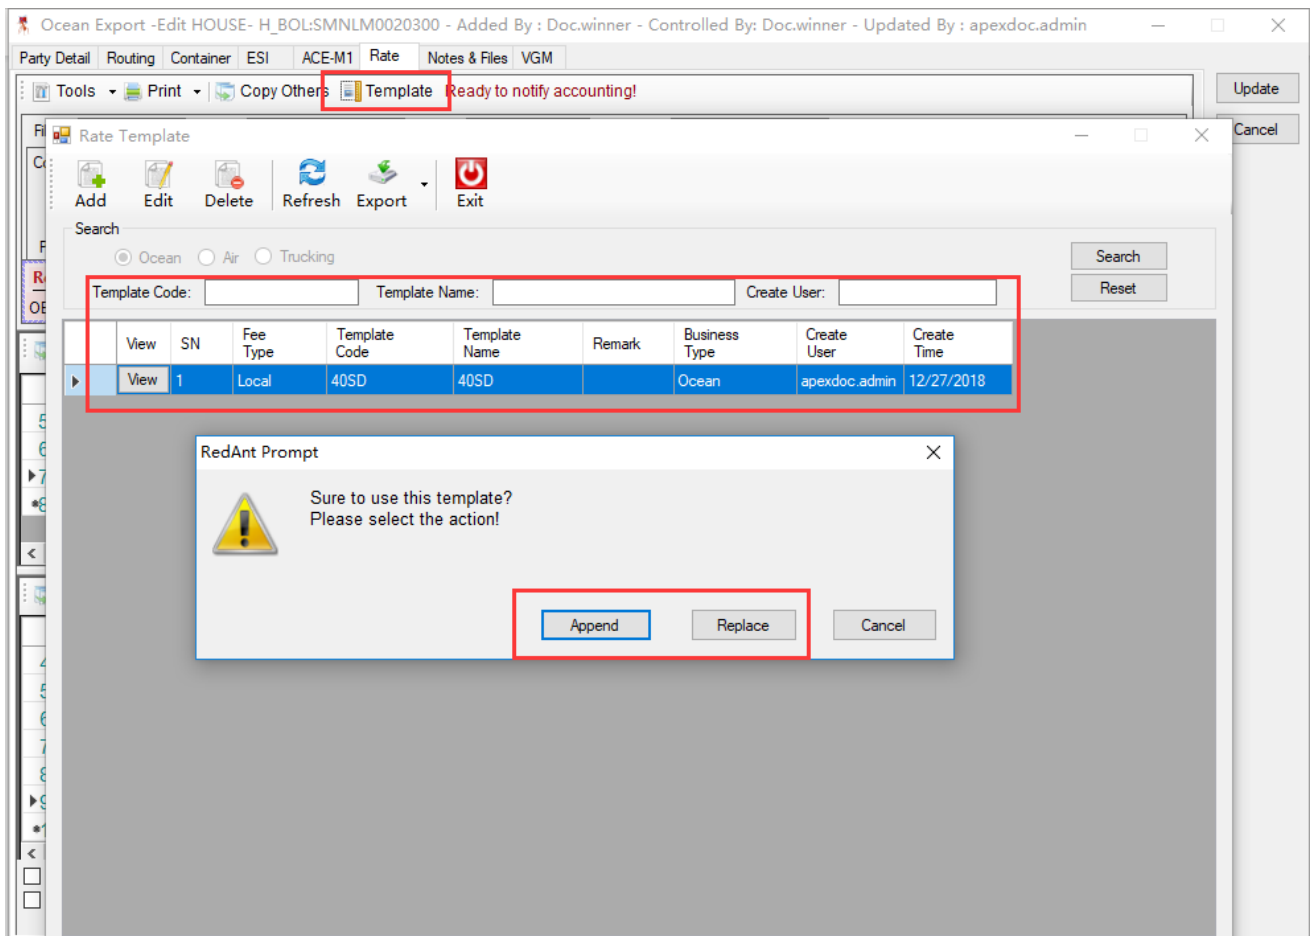 Ocean Export -Edit HOUSE- H_BOL:SMNLM0020300 - Added By : Doc.winner - Controlled By: Doc.winner - Updated By : apexdoc.admin
Party Detail Routing Container ESI ACE-M1 Rate Notes & Files VGM
Tools Print Copy Others Template Ready to notify accounting!
Update
Cancel
Rate Template
Add Edit Delete Refresh Export Exit
Search
Ocean Air Trucking
Search
Template Code: Template Name: Create User:
Reset
View SN Fee Type Template Code Template Name Remark Business Type Create User Create Time
View 1 Local 40SD 40SD Ocean apexdoc.admin 12/27/2018
RedAnt Prompt
Sure to use this template?
Please select the action!
Append Replace Cancel